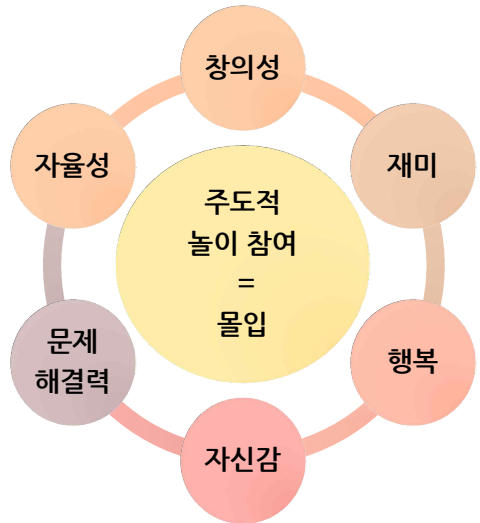 창의성
재미
행복
자신감
문제
해결력
자율성
주도적
놀이 참여
=
몰입